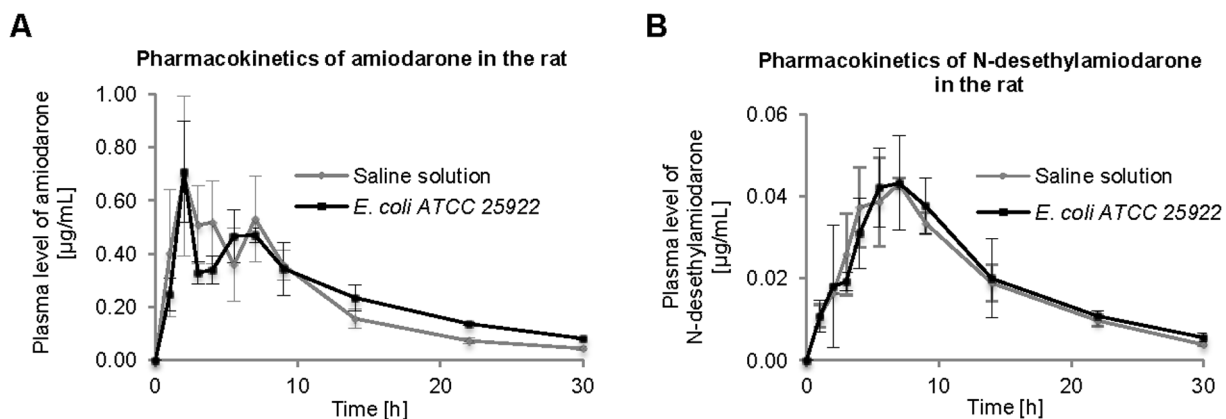 A
Pharmacokinetics of amiodarone in the rat
Plasma level of amiodarone
[µg/mL]
1.00
0.80
0.60
0.40
0.20
0.00
Saline solution
E. coli ATCC 25922
0
10
20
30
Time [h]
B
Pharmacokinetics of N-desethylamiodarone
in the rat
Plasma level of
N-desethylamiodarone
[µg/mL]
0.06
0.04
0.02
0.00
Saline solution
E. coli ATCC 25922
0
10
20
30
Time [h]